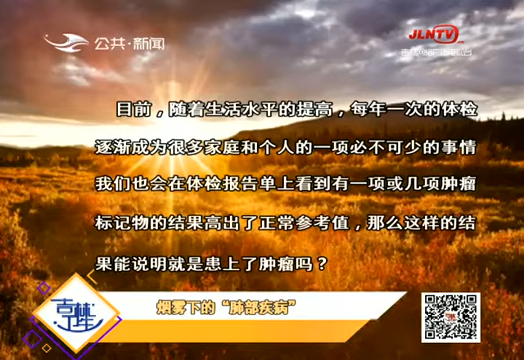 公共·新闻
JLNTV
目前，随着生活水平的提高，每年一次的体检
逐渐成为很多家庭和个人的一项必不可少的事情
我们也会在体检报告单上看到有一项或几项肿瘤
标记物的结果高出了正常参考值，那么这样的结
果能说明就是患上了肿瘤吗？
烟雾下的“肺部疾病”